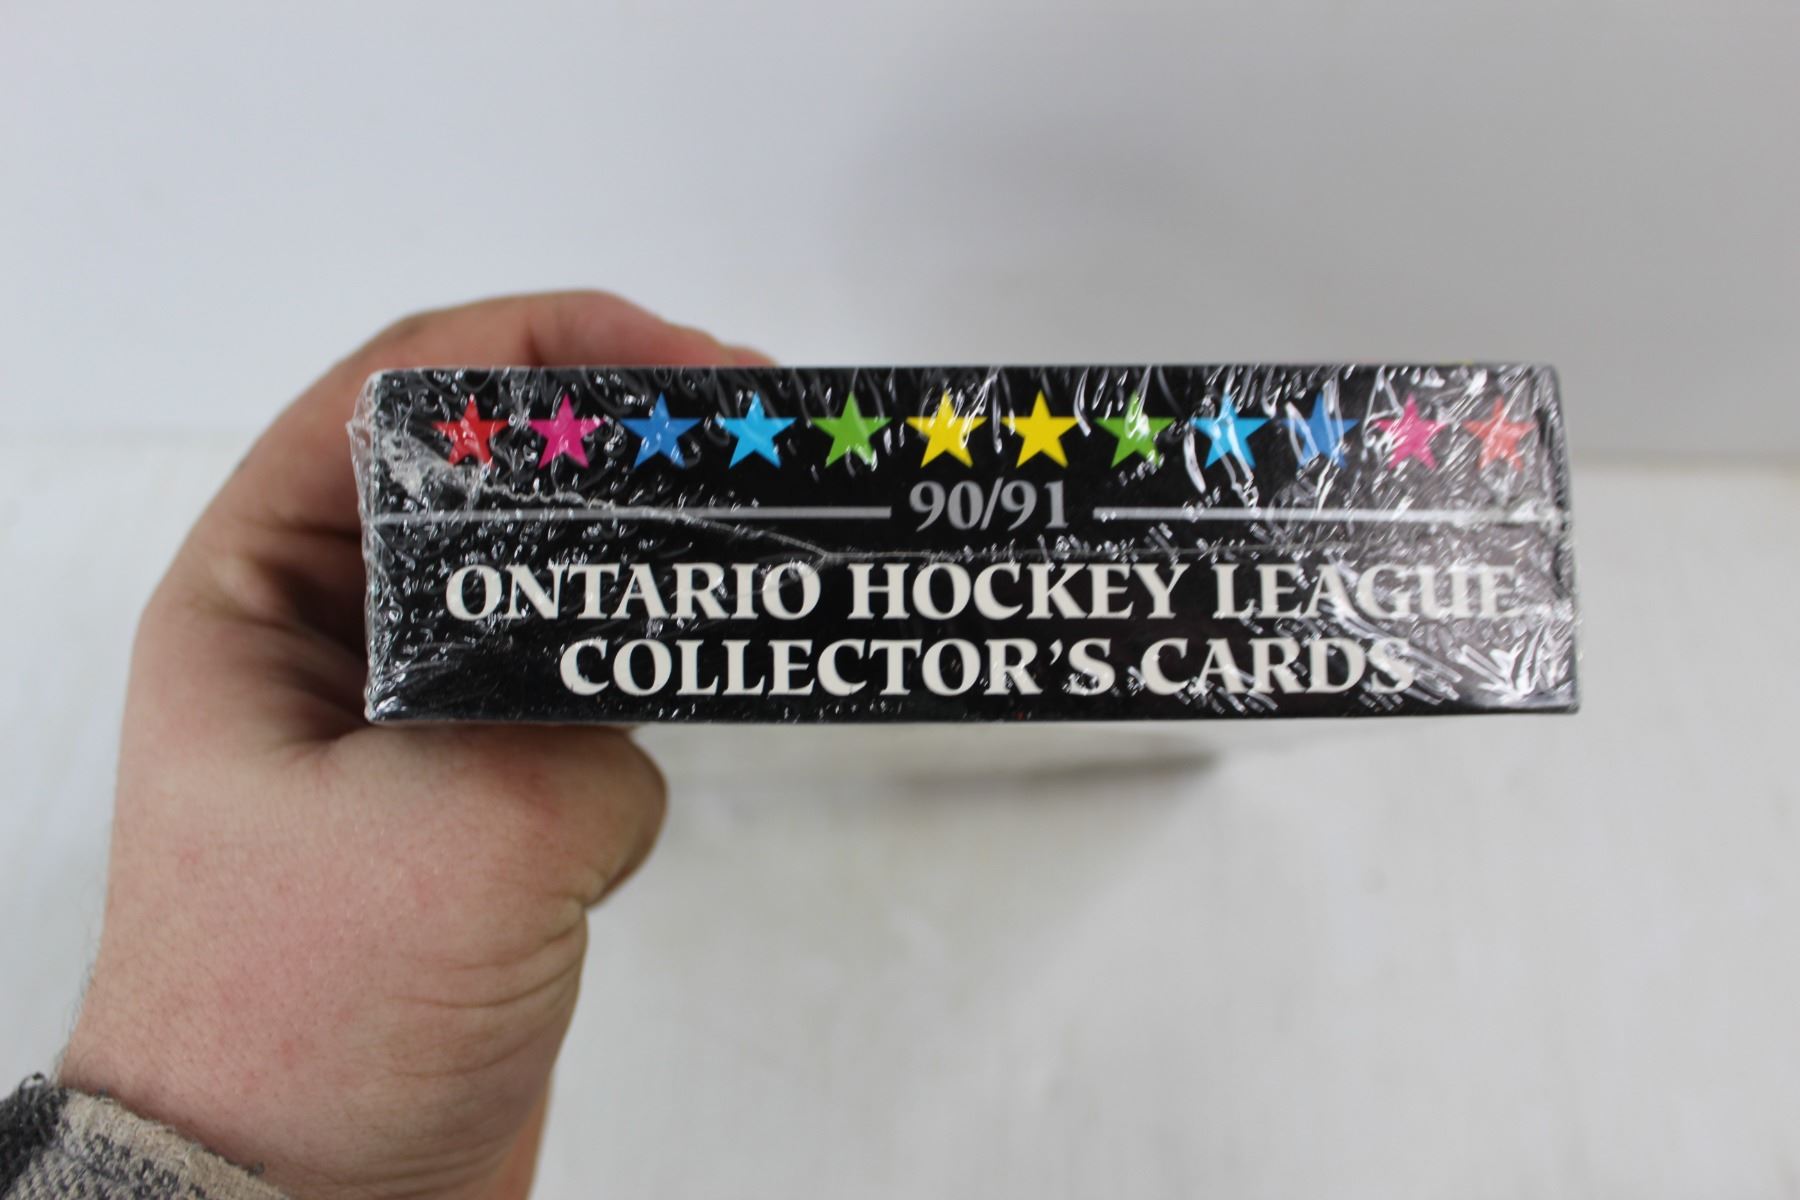 90/91
ONTARIO HOCKEY LEAGUE
COLLECTOR'S CARDS